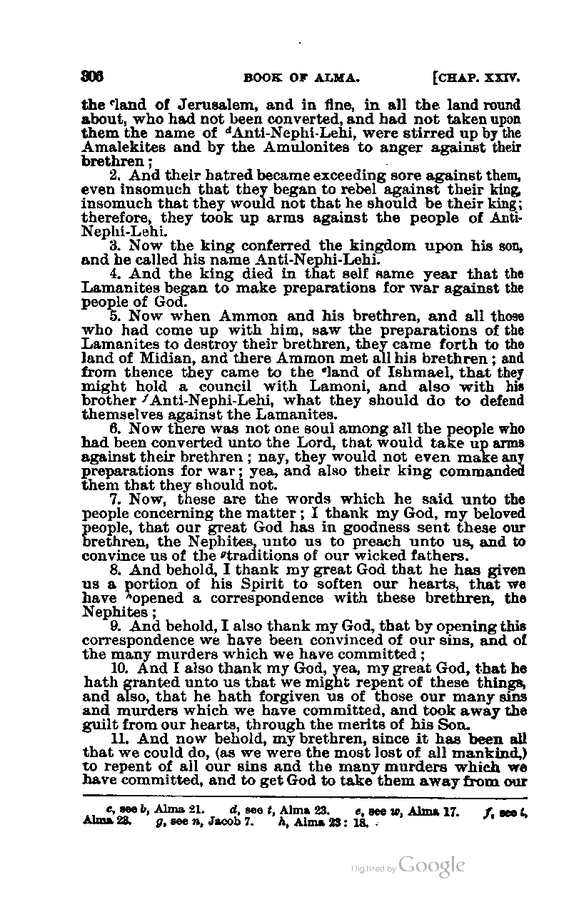 306 BOOK OF ALMA. [CHAP. XXIV.
the ᶜland of Jerusalem, and in fine, in all the land round
about, who had not been converted, and had not taken upon
them the name of ᵈAnti-Nephi-Lehi, were stirred up by the
Amalekites and by the Amulonites to anger against their
brethren;
2. And their hatred became exceeding sore against them,
even insomuch that they began to rebel against their king,
insomuch that they would not that he should be their king;
therefore, they took up arms against the people of Anti-
Nephi-Lehi.
3. Now the king conferred the kingdom upon his son,
and he called his name Anti-Nephi-Lehi.
4. And the king died in that self same year that the
Lamanites began to make preparations for war against the
people of God.
5. Now when Ammon and his brethren, and all those
who had come up with him, saw the preparations of the
Lamanites to destroy their brethren, they came forth to the
land of Midian, and there Ammon met all his brethren; and
from thence they came to the ᵉland of Ishmael, that they
might hold a council with Lamoni, and also with his
brother ᶠAnti-Nephi-Lehi, what they should do to defend
themselves against the Lamanites.
6. Now there was not one soul among all the people who
had been converted unto the Lord, that would take up arms
against their brethren; nay, they would not even make any
preparations for war; yea, and also their king commanded
them that they should not.
7. Now, these are the words which he said unto the
people concerning the matter; I thank my God, my beloved
people, that our great God has in goodness sent these our
brethren, the Nephites, unto us to preach unto us, and to
convince us of the ᵍtraditions of our wicked fathers.
8. And behold, I thank my great God that he has given
us a portion of his Spirit to soften our hearts, that we
have ʰopened a correspondence with these brethren, the
Nephites;
9. And behold, I also thank my God, that by opening this
correspondence we have been convinced of our sins, and of
the many murders which we have committed;
10. And I also thank my God, yea, my great God, that he
hath granted unto us that we might repent of these things,
and also, that he hath forgiven us of those our many sins
and murders which we have committed, and took away the
guilt from our hearts, through the merits of his Son.
11. And now behold, my brethren, since it has been all
that we could do, (as we were the most lost of all mankind,)
to repent of all our sins and the many murders which we
have committed, and to get God to take them away from our
c, see b, Alma 21. d, see t, Alma 23. e, see w, Alma 17. f, see t,
Alma 23. g, see n, Jacob 7. h, Alma 23: 18.
Digitized by Google